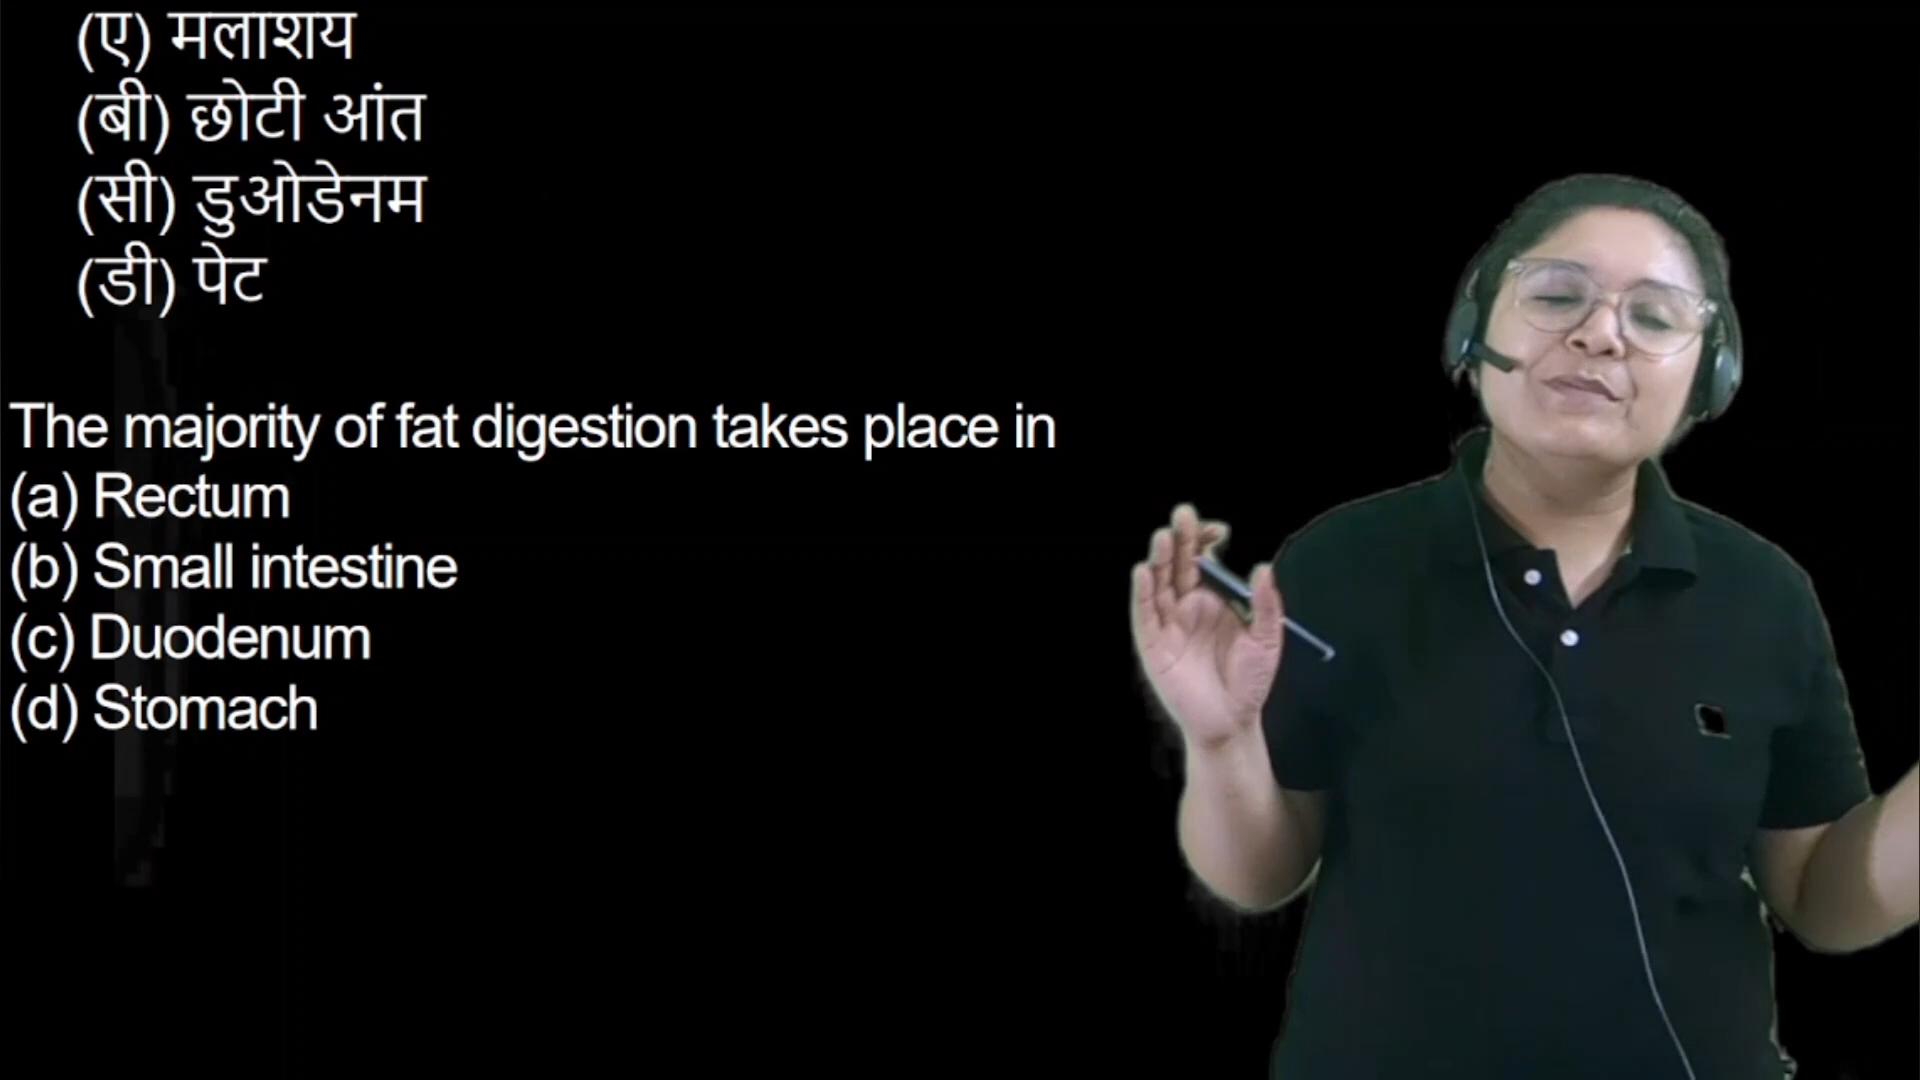 (ए) मलाशय
(बी) छोटी आंत
(सी) डुओडेनम
(डी) पेट
The majority of fat digestion takes place in
(a) Rectum
(b) Small intestine
(c) Duodenum
(d) Stomach